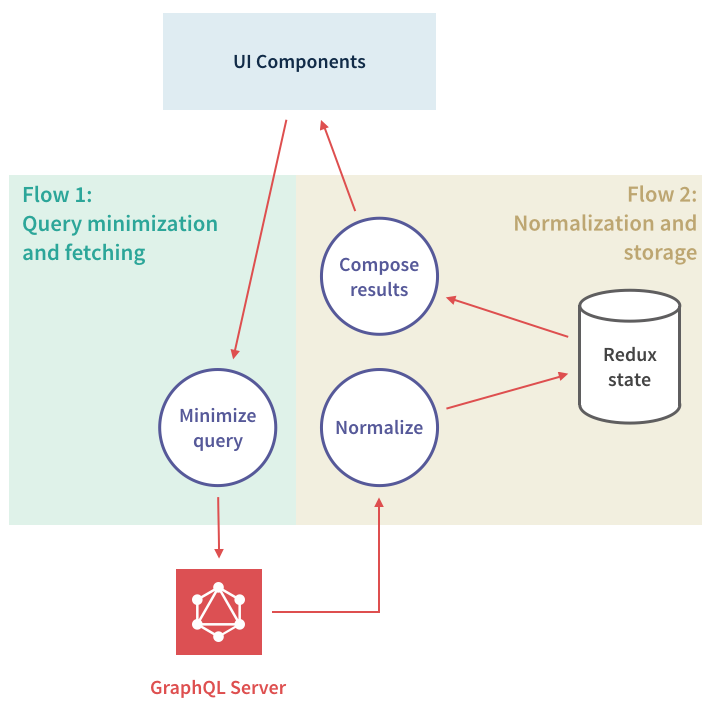 UI Components
Flow 1:
Query minimization
and fetching
Flow 2:
Normalization and
storage
Compose
results
Redux
state
Minimize
query
Normalize
GraphQL Server